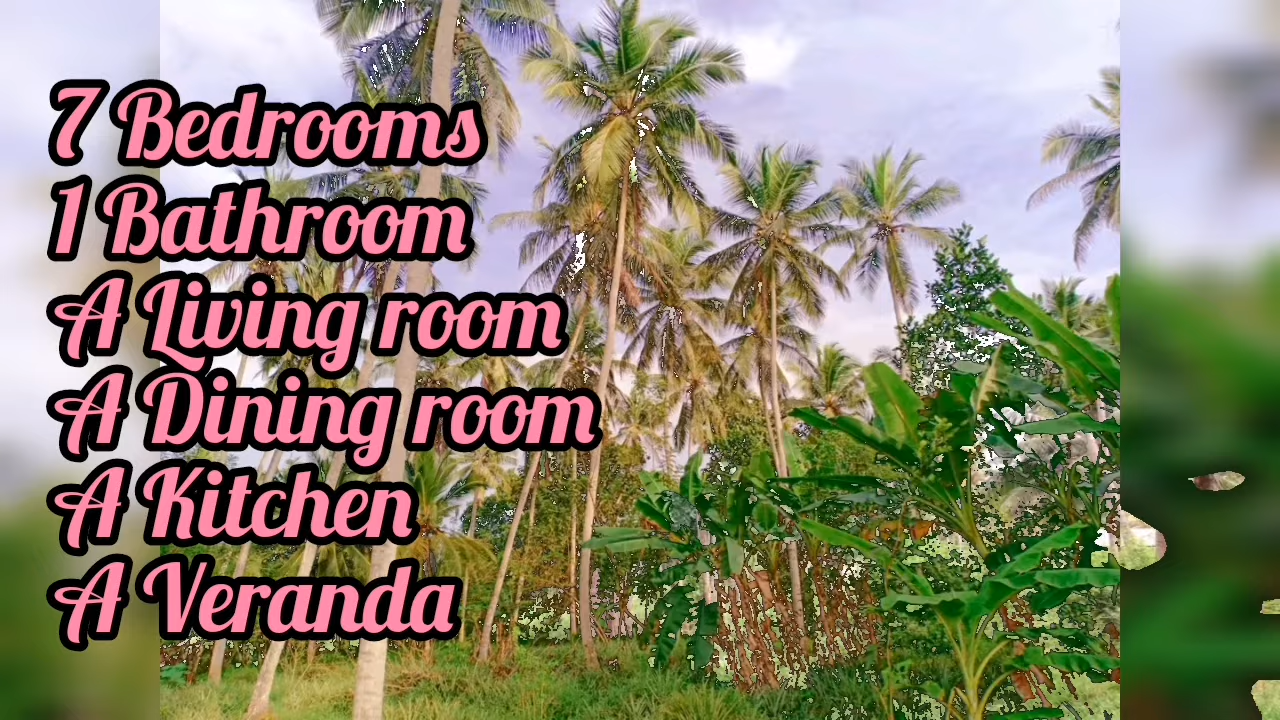 7 Bedrooms
1 Bathroom
A Living room
A Dining room
A Kitchen
A Veranda